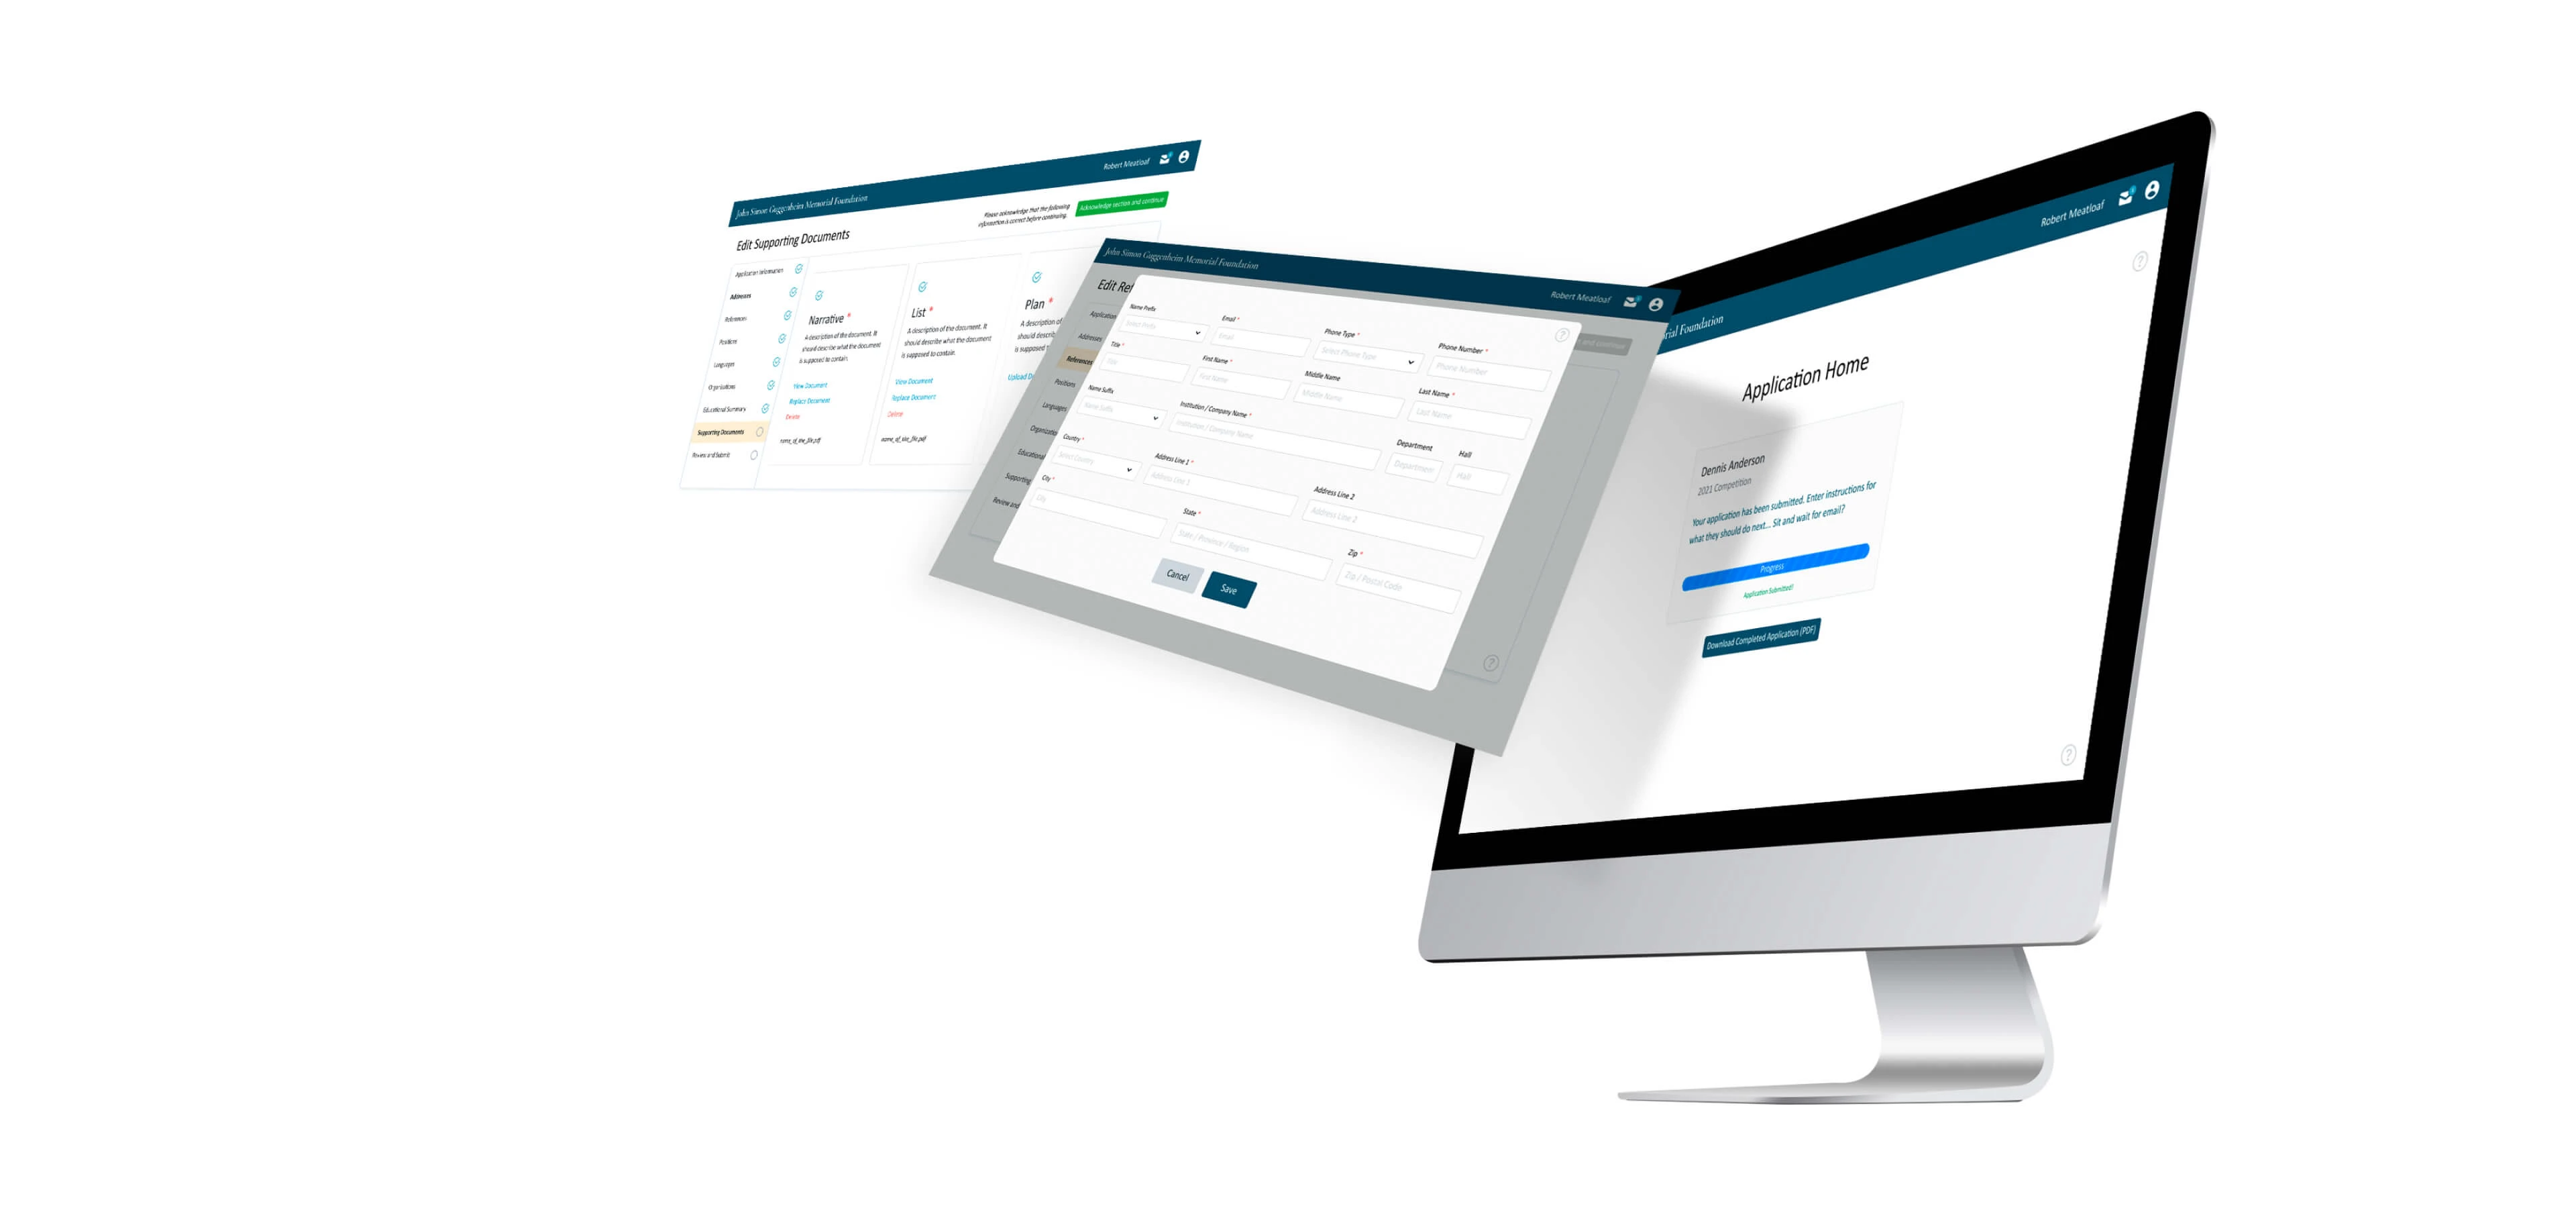 John Simon Guggenheim Memorial Foundation
Robert Meatloaf
Edit Supporting Documents
Please acknowledge that the following
information is correct before continuing.
Acknowledge section and continue
Application Information
Addresses
References
Positions
Languages
Organizations
Educational Summary
Supporting Documents
Review and Submit
Narrative *
A description of the document. It
should describe what the document
is supposed to contain.
View Document
Replace Document
Delete
name_of_the_file.pdf
List *
A description of the document. It
should describe what the document
is supposed to contain.
View Document
Replace Document
Delete
name_of_the_file.pdf
Plan *
A description of
should describ
is supposed t
Upload Do
John Simon Guggenheim Memorial Foundation
Robert Meatloaf
Edit Ref
and continue
Application
Addresses
References
Positions
Languages
Organizatio
Educational
Supporting
Review and
?
Name Prefix
Select Prefix
Email *
Email
Phone Type *
Select Phone Type
Phone Number *
Phone Number
Title *
Title
First Name *
First Name
Middle Name
Middle Name
Last Name *
Last Name
Name Suffix
Name Suffix
Institution / Company Name *
Institution / Company Name
Department
Department
Hall
Hall
Country *
Select Country
Address Line 1 *
Address Line 1
Address Line 2
Address Line 2
City *
City
State *
State / Province / Region
Zip *
Zip / Postal Code
Cancel
Save
?
rial Foundation
Robert Meatloaf
?
Application Home
Dennis Anderson
2021 Competition
Your application has been submitted. Enter instructions for
what they should do next... Sit and wait for email?
Progress
Application Submitted!
Download Completed Application (PDF)
?